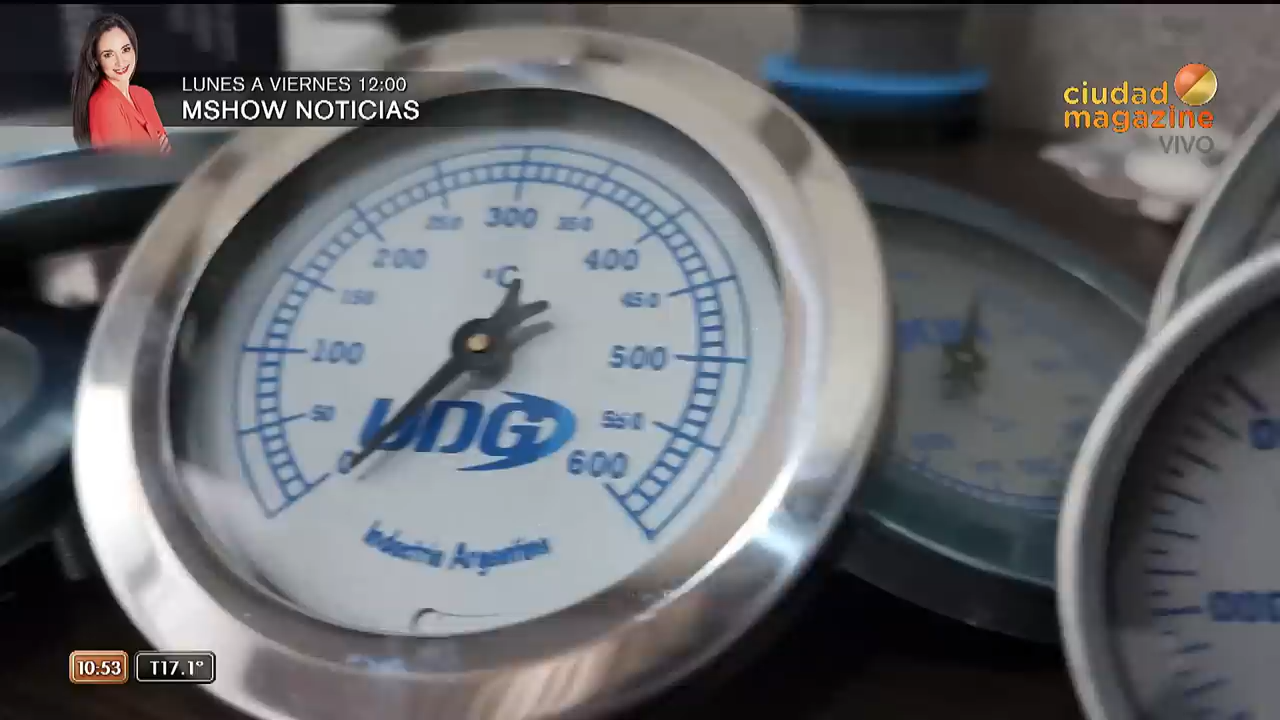 LUNES A VIERNES 12:00
MSHOW NOTICIAS
ciudad
magazine
VIVO
250 300 350
200 400
°C
150 450
100 500
50 550
UDG
0 600
Industria Argentina
10.53 T17.1°